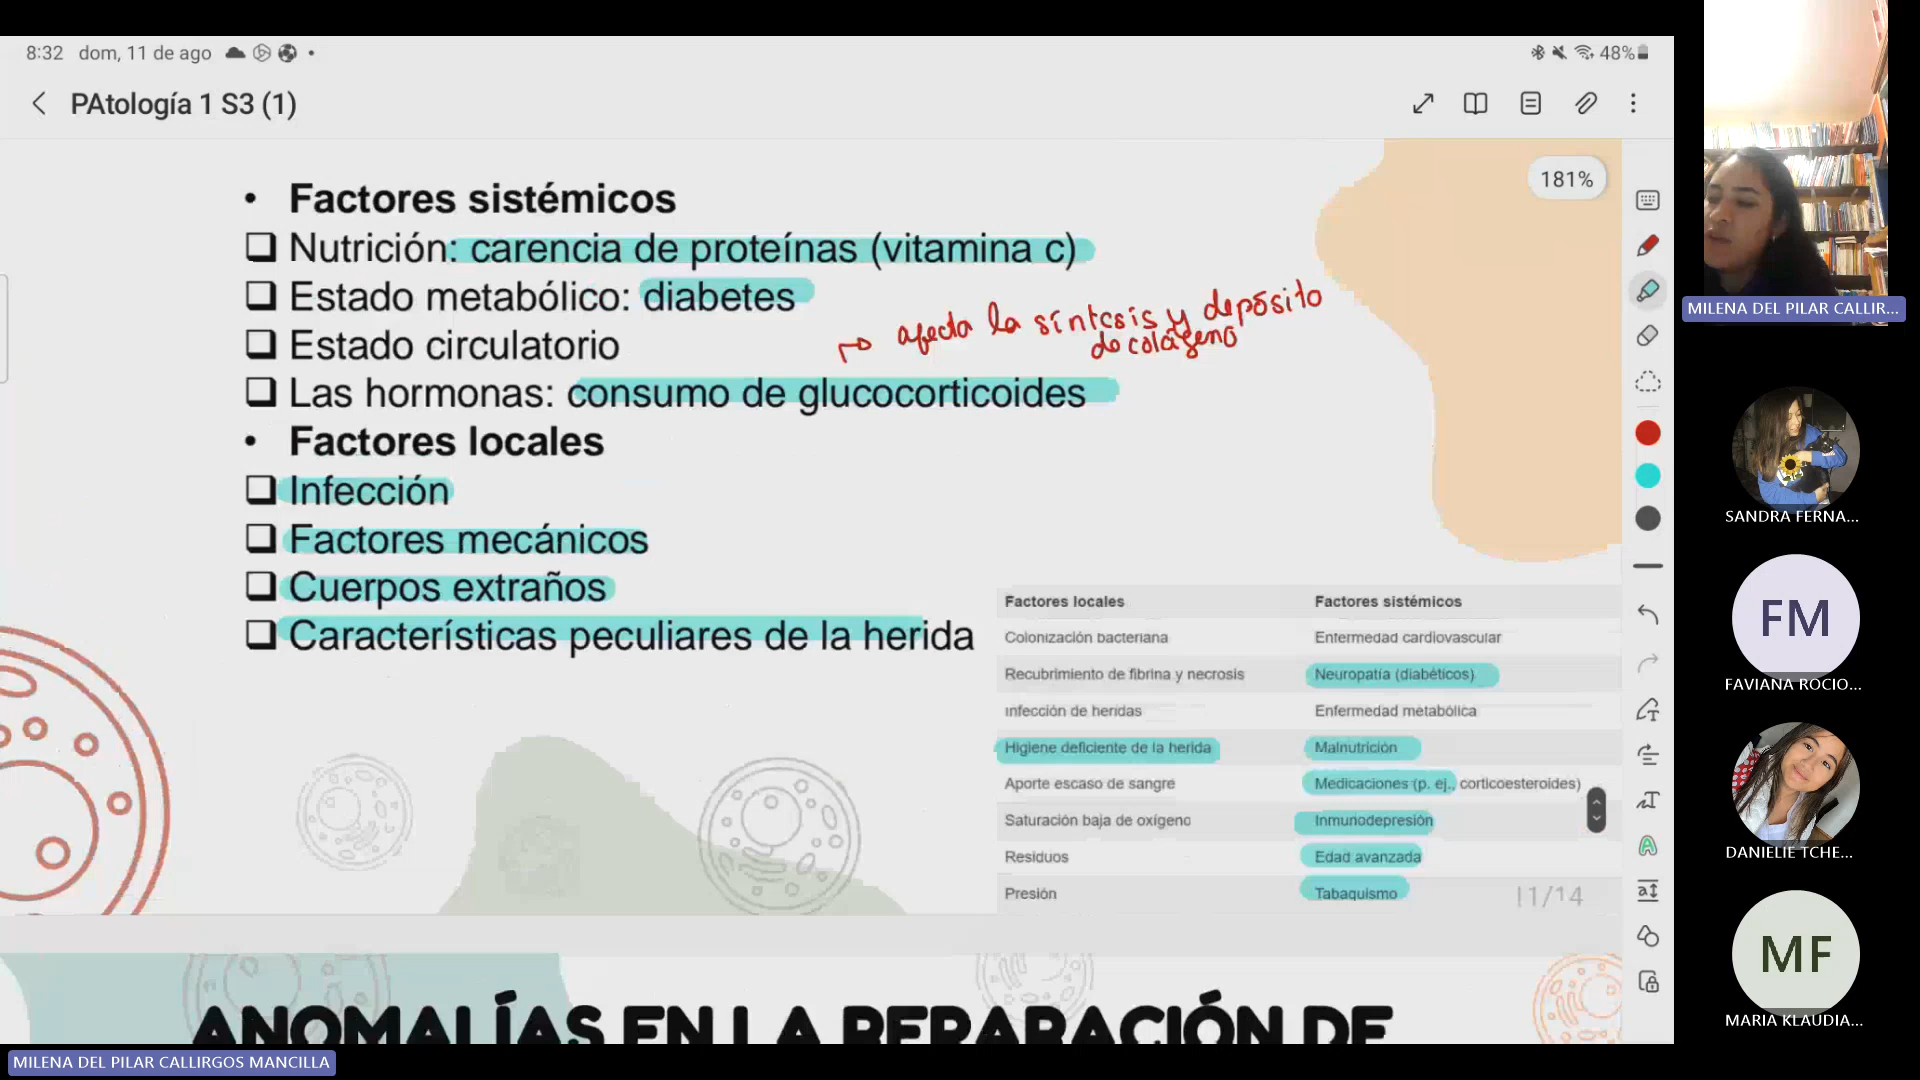 8:32 dom, 11 de ago
48%
PAtología 1 S3 (1)
181%
• Factores sistémicos
Nutrición: carencia de proteínas (vitamina c)
Estado metabólico: diabetes
afecta la síntesis y depósito
de colágeno
Estado circulatorio
Las hormonas: consumo de glucocorticoides
• Factores locales
Infección
Factores mecánicos
Cuerpos extraños
Características peculiares de la herida
Factores locales Factores sistémicos
Colonización bacteriana Enfermedad cardiovascular
Recubrimiento de fibrina y necrosis Neuropatía (diabéticos)
Infección de heridas Enfermedad metabólica
Higiene deficiente de la herida Malnutrición
Aporte escaso de sangre Medicaciones (p. ej., corticoesteroides)
Saturación baja de oxígeno Inmunodepresión
Residuos Edad avanzada
Presión Tabaquismo
11/14
ANOMALÍAS EN LA REPARACIÓN DE
MILENA DEL PILAR CALLIRGOS MANCILLA
MILENA DEL PILAR CALLIR...
SANDRA FERNA...
FM
FAVIANA ROCIO...
DANIELIE TCHE...
MF
MARIA KLAUDIA...